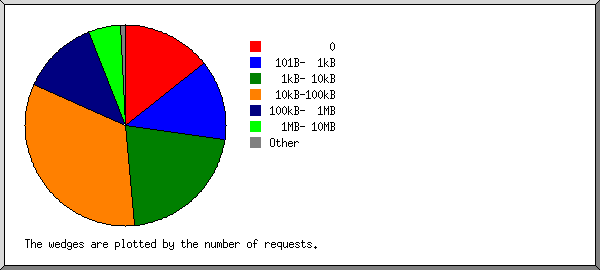 0
101B-  1kB
1kB- 10kB
10kB-100kB
100kB-  1MB
1MB- 10MB
Other
The wedges are plotted by the number of requests.